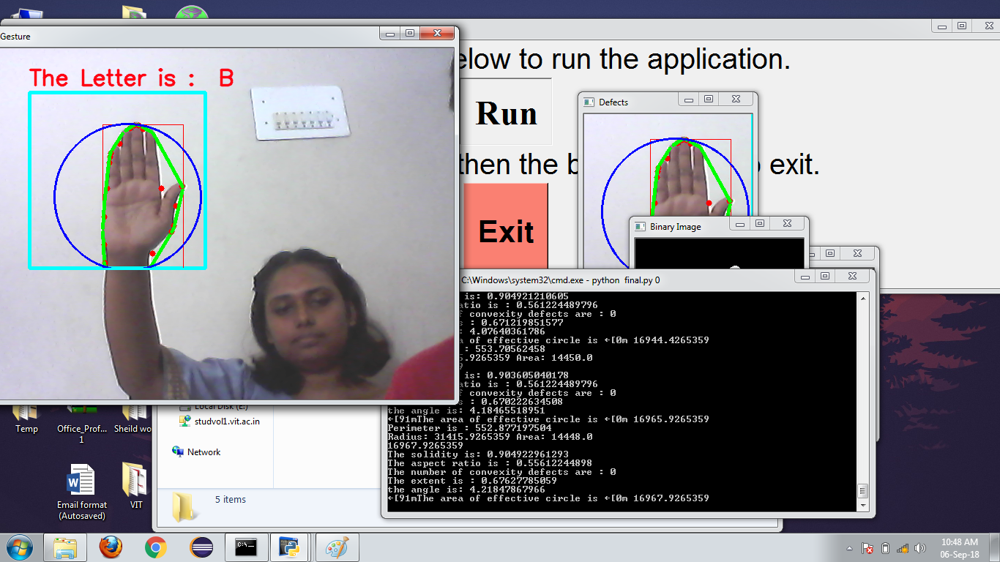 Gesture
The Letter is :  B
elow to run the application.
Run
Defects
then the b
o exit.
Exit
Binary Image
C:\Windows\system32\cmd.exe - python  final.py 0
is: 0.904921210605
atio is : 0.561224489796
f convexity defects are : 0
s : 0.671219851577
4.07640361786
ea of effective circle is ←[0m 16944.4265359
: 553.70562458
5.9265359 Area: 14450.0
is: 0.903605040178
atio is : 0.561224489796
f convexity defects are : 0
s : 0.670222634508
the angle is: 4.18465518951
←[91mThe area of effective circle is ←[0m 16965.9265359
Perimeter is : 552.877197504
Radius: 31415.9265359 Area: 14448.0
16967.9265359
The solidity is: 0.904922961293
The aspect ratio is : 0.55612244898
The number of convexity defects are : 0
The extent is : 0.67627785059
the angle is: 4.21847867966
←[91mThe area of effective circle is ←[0m 16967.9265359
Local Disk (E:)
studvol1.vit.ac.in
Network
5 items
Temp
Office_Prof...
1
Sheild wo
Email format
(Autosaved)
VIT
10:48 AM
06-Sep-18